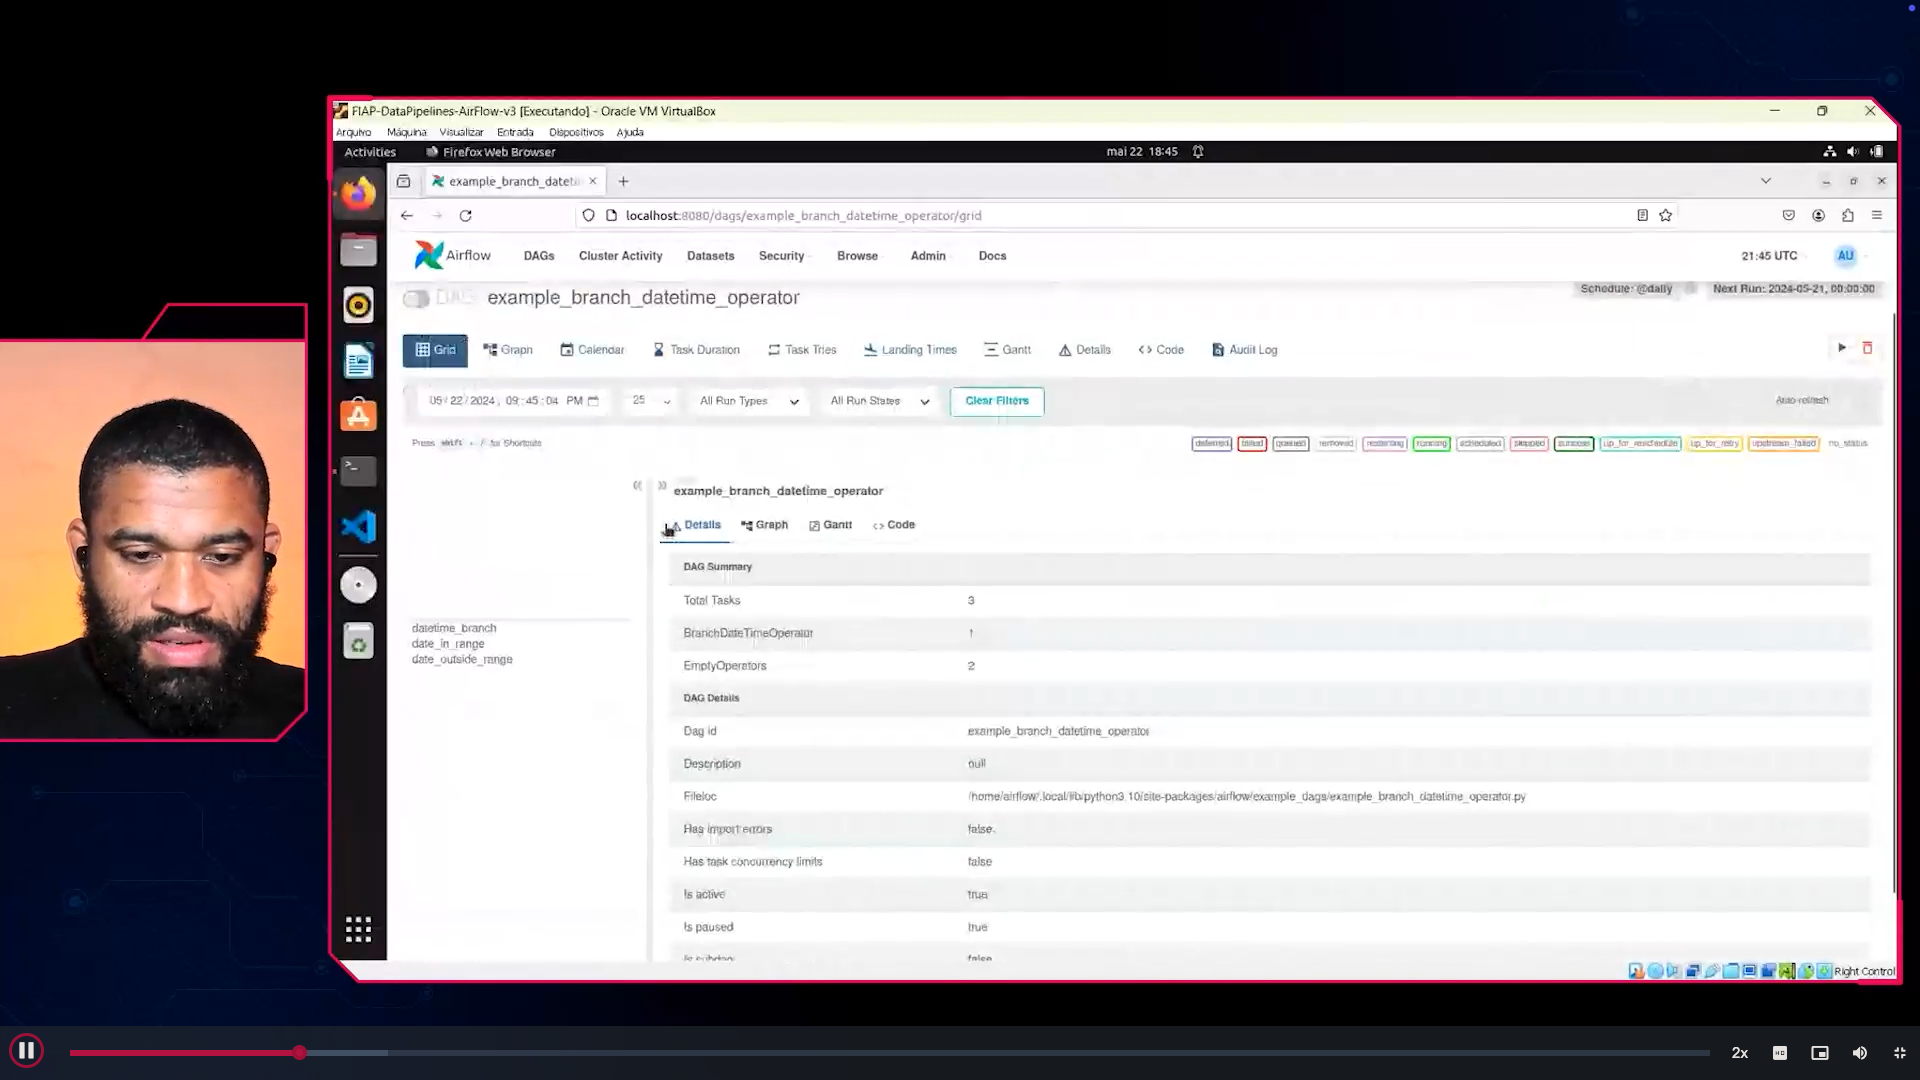 FIAP-DataPipelines-AirFlow-v3 [Executando] - Oracle VM VirtualBox
Arquivo Máquina Visualizar Entrada Dispositivos Ajuda
Activities Firefox Web Browser mai 22 18:45
example_branch_dateti
localhost:8080/dags/example_branch_datetime_operator/grid
Airflow DAGs Cluster Activity Datasets Security Browse Admin Docs 21:45 UTC AU
DAG: example_branch_datetime_operator Schedule: @daily Next Run: 2024-05-21, 00:00:00
Grid Graph Calendar Task Duration Task Tries Landing Times Gantt Details <> Code Audit Log
05/22/2024, 09:45:04 PM 25 All Run Types All Run States Clear Filters Auto-refresh
Press shift + / for Shortcuts deferred failed queued removed restarting running scheduled skipped success up_for_reschedule up_for_retry upstream_failed no_status
example_branch_datetime_operator
Details Graph Gantt <> Code
DAG Summary
Total Tasks 3
BranchDateTimeOperator 1
EmptyOperators 2
DAG Details
Dag id example_branch_datetime_operator
Description null
Fileloc /home/airflow/.local/lib/python3.10/site-packages/airflow/example_dags/example_branch_datetime_operator.py
Has import errors false
Has task concurrency limits false
Is active true
Is paused true
Is subdag false
datetime_branch
date_in_range
date_outside_range
Right Control
2x